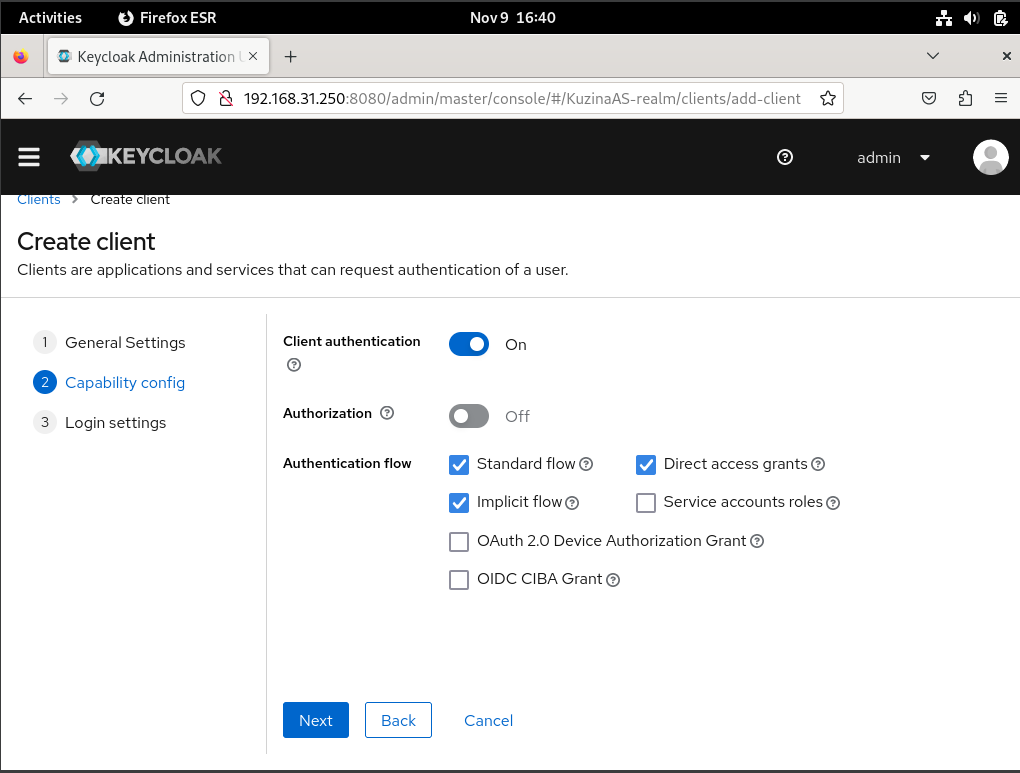 Activities Firefox ESR Nov 9 16:40
Keycloak Administration
192.168.31.250:8080/admin/master/console/#/KuzinaAS-realm/clients/add-client
KEYCLOAK admin
Clients Create client
Create client
Clients are applications and services that can request authentication of a user.
1 General Settings
2 Capability config
3 Login settings
Client authentication On
Authorization Off
Authentication flow
Standard flow Direct access grants
Implicit flow Service accounts roles
OAuth 2.0 Device Authorization Grant
OIDC CIBA Grant
Next Back Cancel